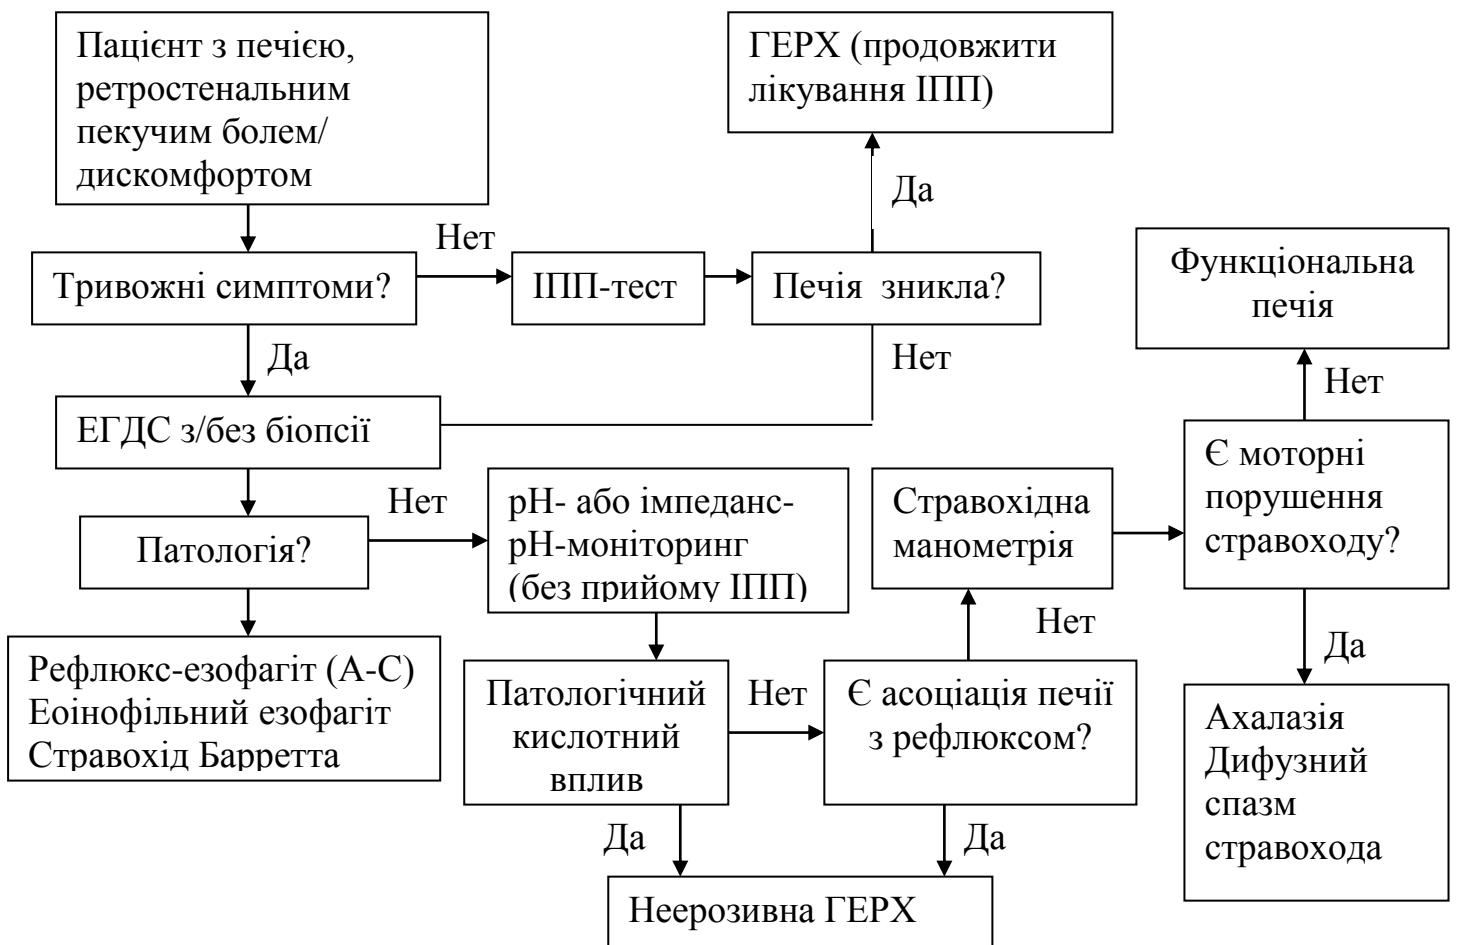 Пацієнт з печією,
ретростенальним
пекучим болем/
дискомфортом
ГЕРХ (продовжити
лікування ІПП)
Да
Нет
Тривожні симптоми?
ІПП-тест
Печія зникла?
Функціональна
печія
Да
Нет
Нет
ЕГДС з/без біопсії
Є моторні
порушення
стравоходу?
Нет
рН- або імпеданс-
рН-моніторинг
(без прийому ІПП)
Стравохідна
манометрія
Патологія?
Нет
Да
Рефлюкс-езофагіт (А-С)
Еоінофільний езофагіт
Стравохід Барретта
Патологічний
кислотний
вплив
Нет
Є асоціація печії
з рефлюксом?
Ахалазія
Дифузний
спазм
стравохода
Да
Да
Неерозивна ГЕРХ